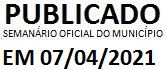 PUBLICADO
SEMANÁRIO OFICIAL DO MUNICÍPIO
EM 07/04/2021